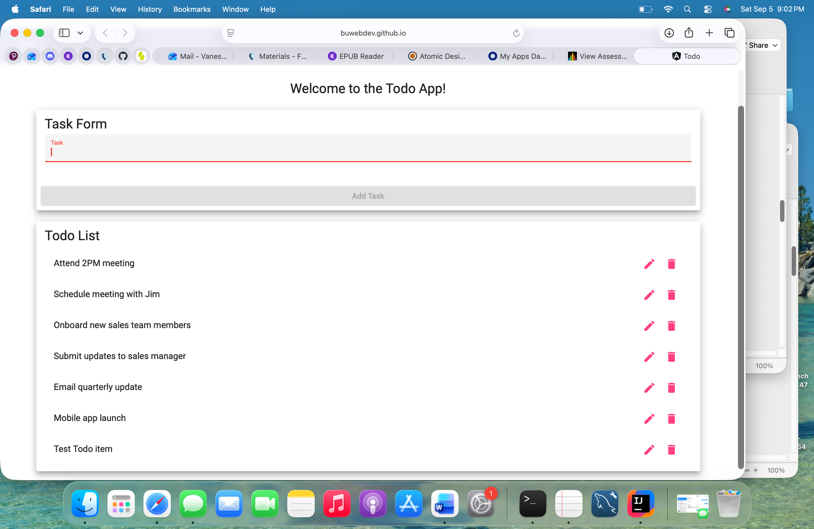 Safari File Edit View History Bookmarks Window Help Sat Sep 5 9:02 PM
buwebdev.github.io
Share
Mail - Vanes... Materials - F... EPUB Reader Atomic Desi... My Apps Da... View Assess... Todo
Welcome to the Todo App!
Task Form
Task
Add Task
Todo List
Attend 2PM meeting
Schedule meeting with Jim
Onboard new sales team members
Submit updates to sales manager
Email quarterly update
Mobile app launch
Test Todo item
100%
100%
1